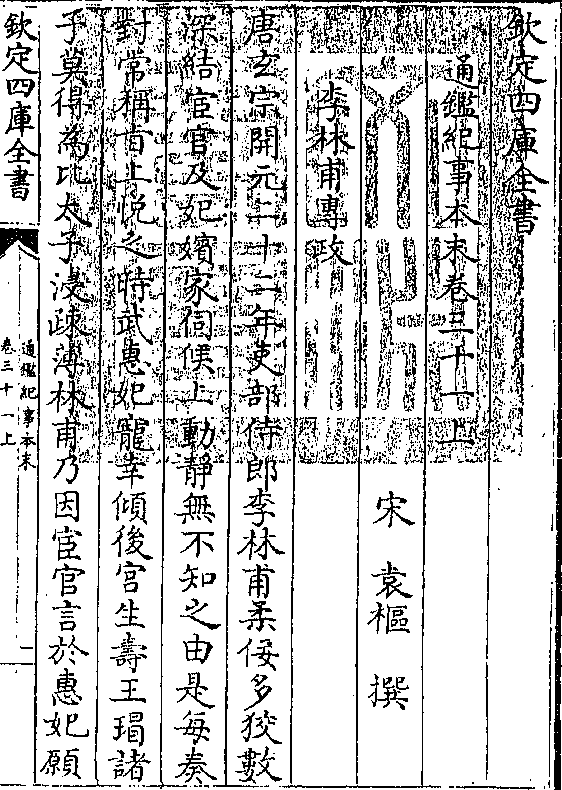 欽定四庫全書
通鑑紀事本末卷三十一上
宋 袁樞 撰
李林甫專政
唐玄宗開元二十二年吏部侍郎李林甫柔佞多狡數
深結宦官及妃嬪家伺候上動靜無不知之由是每奏
對常稱旨上悅之時武惠妃寵幸傾後宮生壽王瑁諸
子莫得為比太子浸疎薄林甫乃因宦官言於惠妃願
欽定四庫全書
通鑑紀事本末
卷三十一上
一